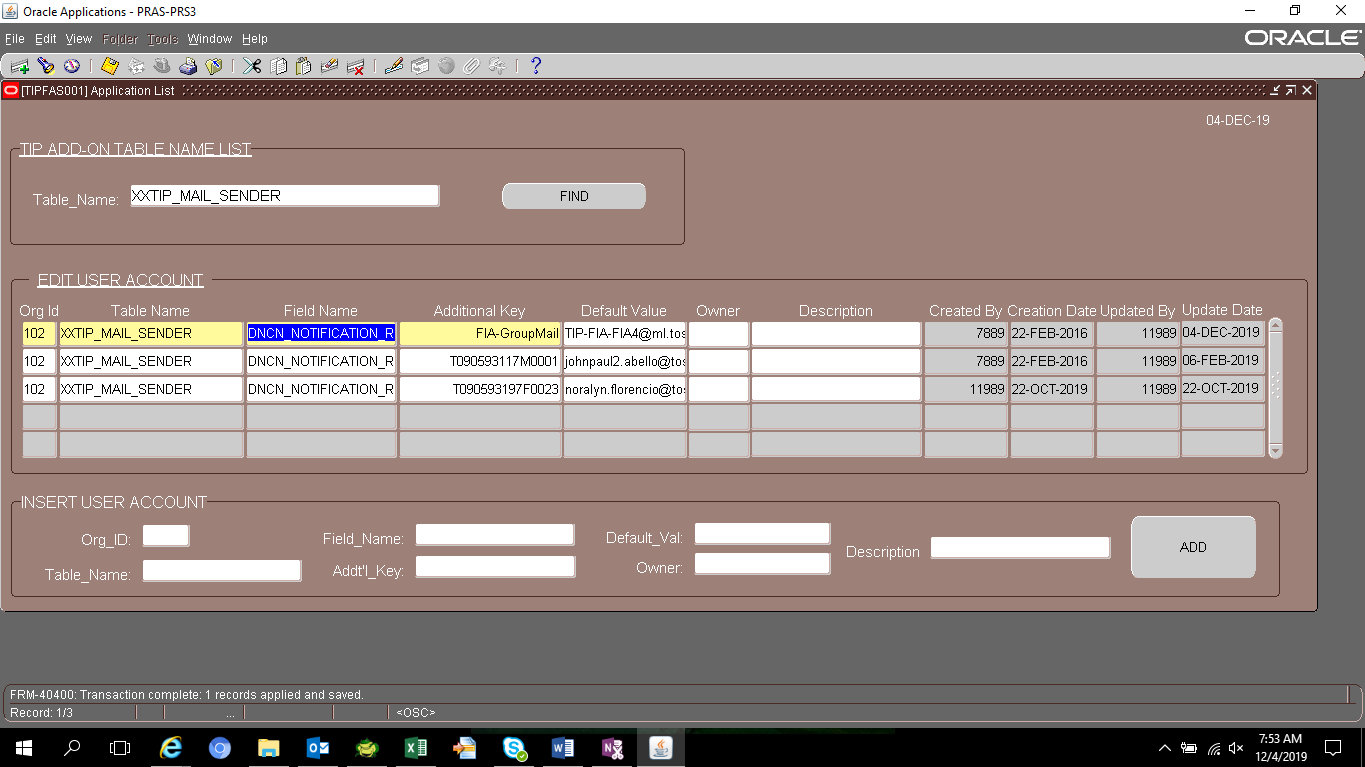 Oracle Applications - PRAS-PRS3
File Edit View Folder Tools Window Help
ORACLE
[TIPFAS001] Application List
04-DEC-19
TIP ADD-ON TABLE NAME LIST
Table_Name: XXTIP_MAIL_SENDER FIND
EDIT USER ACCOUNT
Org Id Table Name Field Name Additional Key Default Value Owner Description Created By Creation Date Updated By Update Date
102 XXTIP_MAIL_SENDER DNCN_NOTIFICATION_R FIA-GroupMail TIP-FIA-FIA4@ml.tos 7889 22-FEB-2016 11989 04-DEC-2019
102 XXTIP_MAIL_SENDER DNCN_NOTIFICATION_R T090593117M0001 johnpaul2.abello@tos 7889 22-FEB-2016 11989 06-FEB-2019
102 XXTIP_MAIL_SENDER DNCN_NOTIFICATION_R T090593197F0023 noralyn.florencio@tos 11989 22-OCT-2019 11989 22-OCT-2019
INSERT USER ACCOUNT
Org_ID: Field_Name: Default_Val: Description ADD
Table_Name: Addt'l_Key: Owner:
FRM-40400: Transaction complete: 1 records applied and saved.
Record: 1/3 ... <OSC>
7:53 AM
12/4/2019